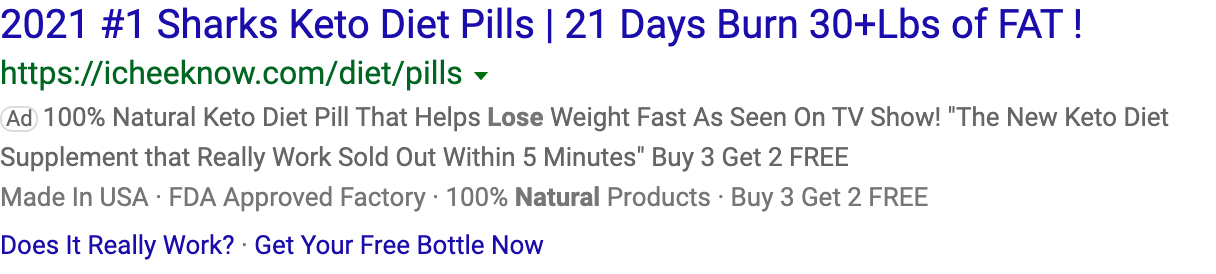 2021 #1 Sharks Keto Diet Pills | 21 Days Burn 30+Lbs of FAT !
https://icheeknow.com/diet/pills
Ad 100% Natural Keto Diet Pill That Helps Lose Weight Fast As Seen On TV Show! "The New Keto Diet
Supplement that Really Work Sold Out Within 5 Minutes" Buy 3 Get 2 FREE
Made In USA · FDA Approved Factory · 100% Natural Products · Buy 3 Get 2 FREE
Does It Really Work? · Get Your Free Bottle Now